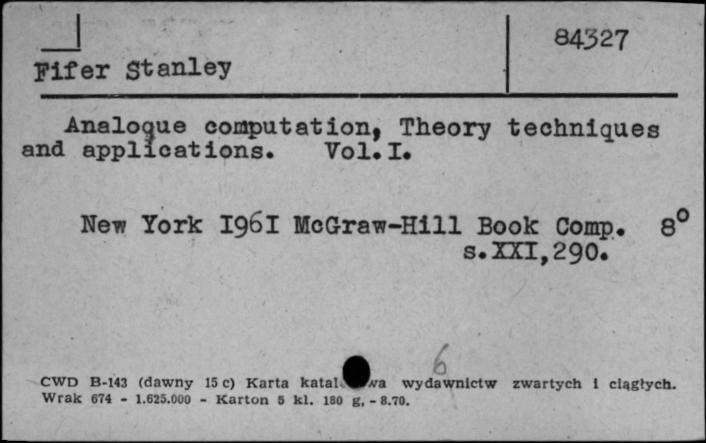 84327
Fifer Stanley
Analogue computation, Theory techniques
and applications. Vol.I.
New York 1961 McGraw-Hill Book Comp. 8°
s.XXI,290.
6
CWD B-143 (dawny 15 c) Karta wydawnictw zwartych i ciągłych.
Wrak 674 - 1.625.000 - Karton 5 kl. 180 g. - 8.70.